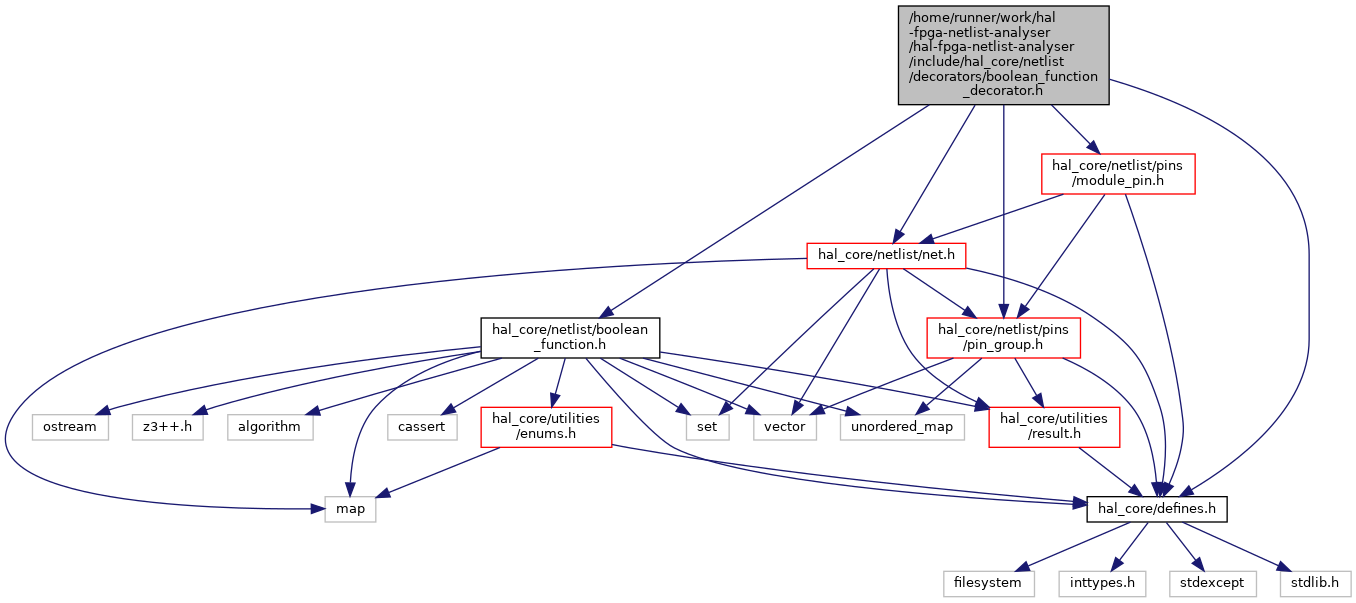 /home/runner/work/hal
-fpga-netlist-analyser
/hal-fpga-netlist-analyser
/include/hal_core/netlist
/decorators/boolean_function
_decorator.h
hal_core/netlist/pins
/module_pin.h
hal_core/netlist/net.h
hal_core/netlist/boolean
_function.h
hal_core/netlist/pins
/pin_group.h
ostream
z3++.h
algorithm
cassert
hal_core/utilities
/enums.h
set
vector
unordered_map
hal_core/utilities
/result.h
map
hal_core/defines.h
filesystem
inttypes.h
stdexcept
stdlib.h